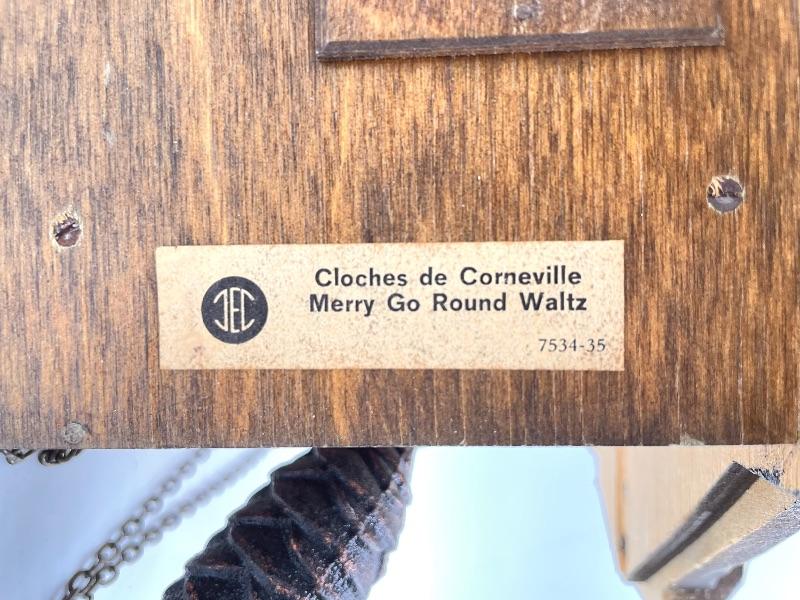 JEC
Cloches de Corneville
Merry Go Round Waltz
7534-35